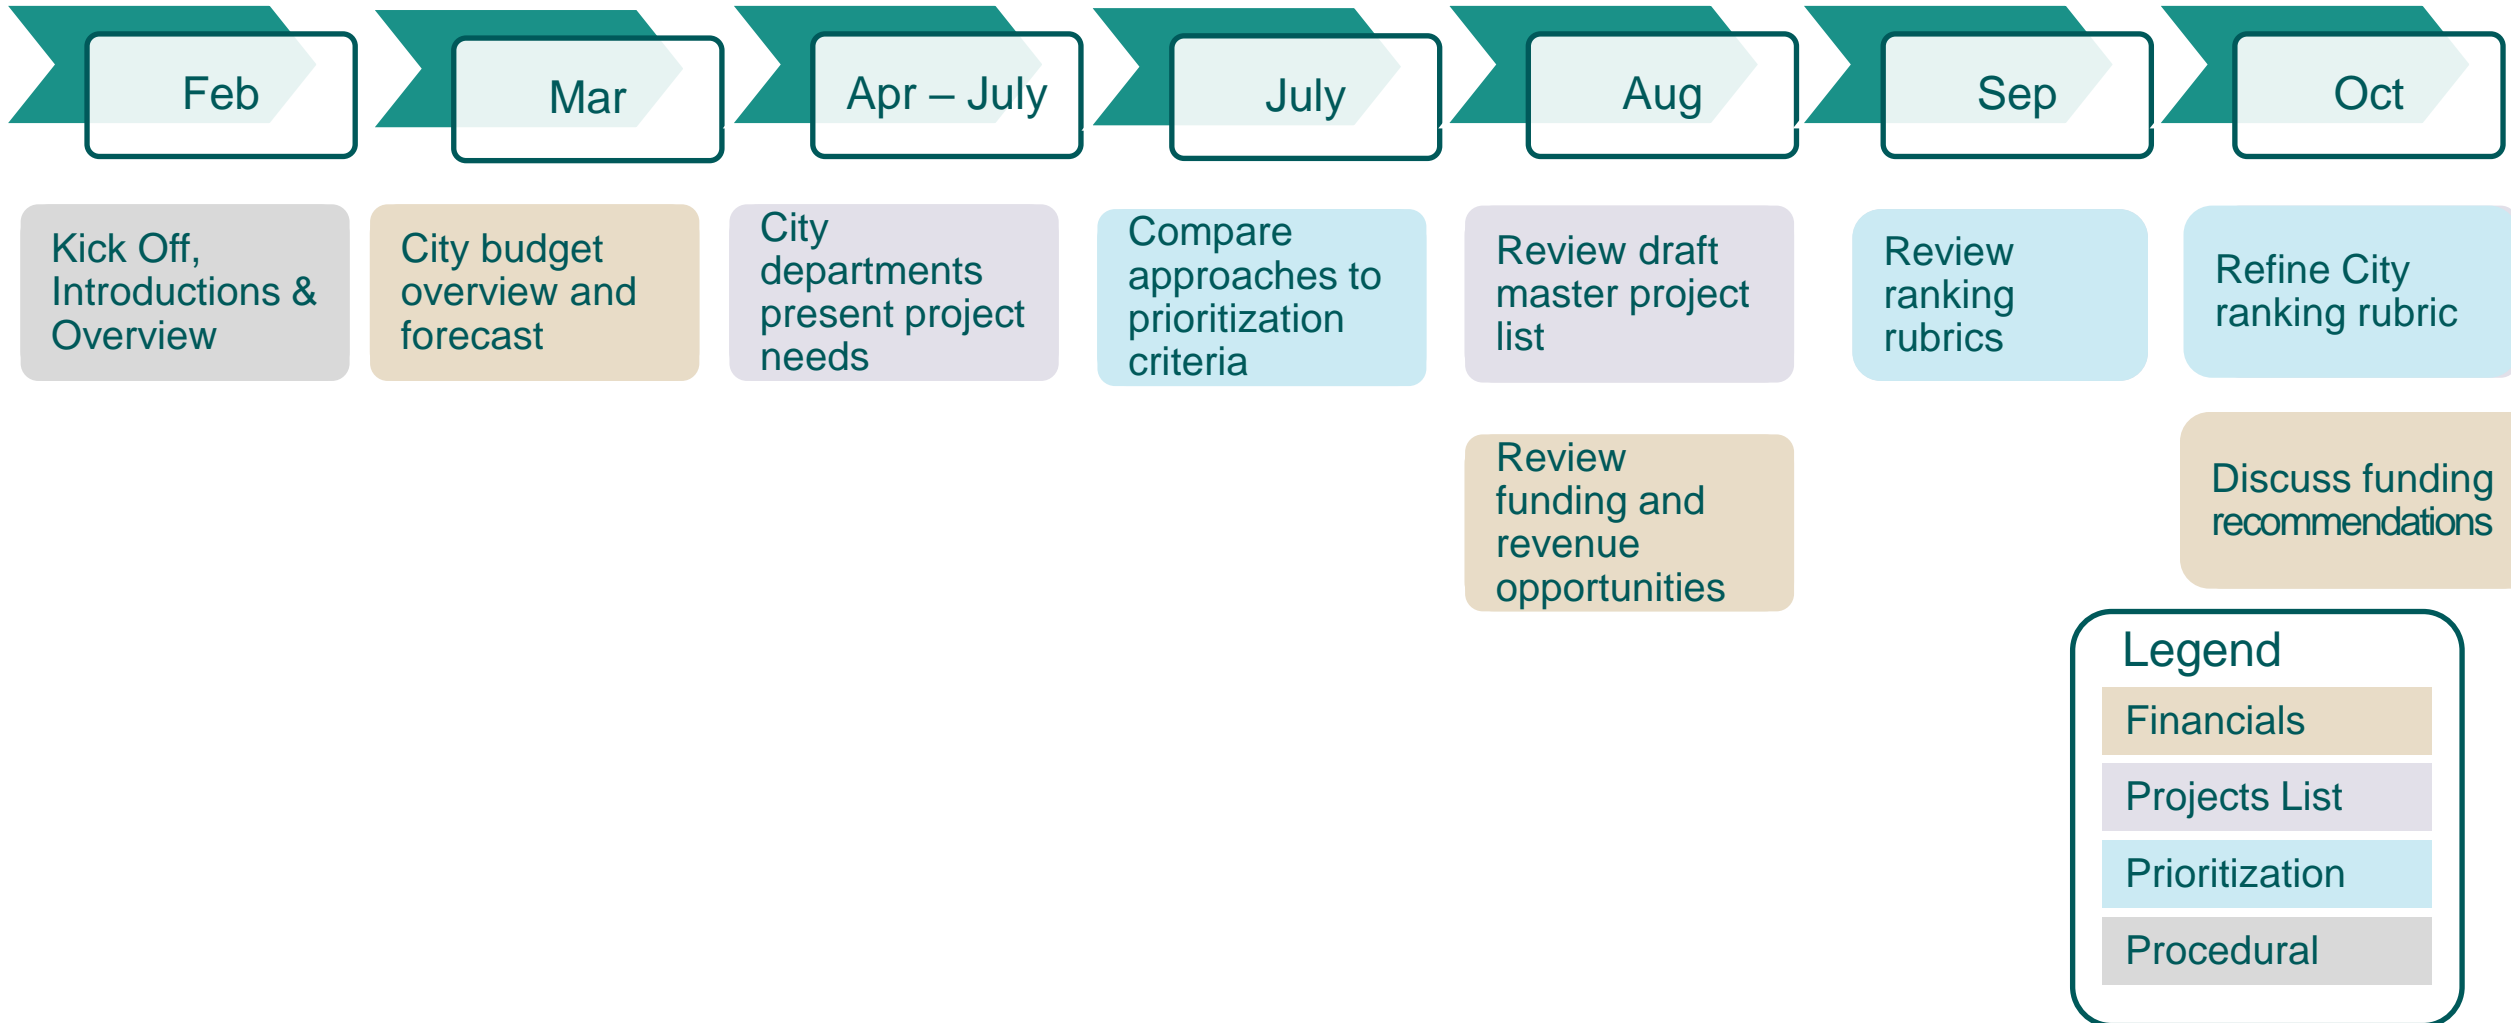 Feb
Mar
Apr – July
July
Aug
Sep
Oct
Kick Off,
Introductions &
Overview
City budget
overview and
forecast
City
departments
present project
needs
Compare
approaches to
prioritization
criteria
Review draft
master project
list
Review
ranking
rubrics
Refine City
ranking rubric
Review
funding and
revenue
opportunities
Discuss funding
recommendations
Legend
Financials
Projects List
Prioritization
Procedural